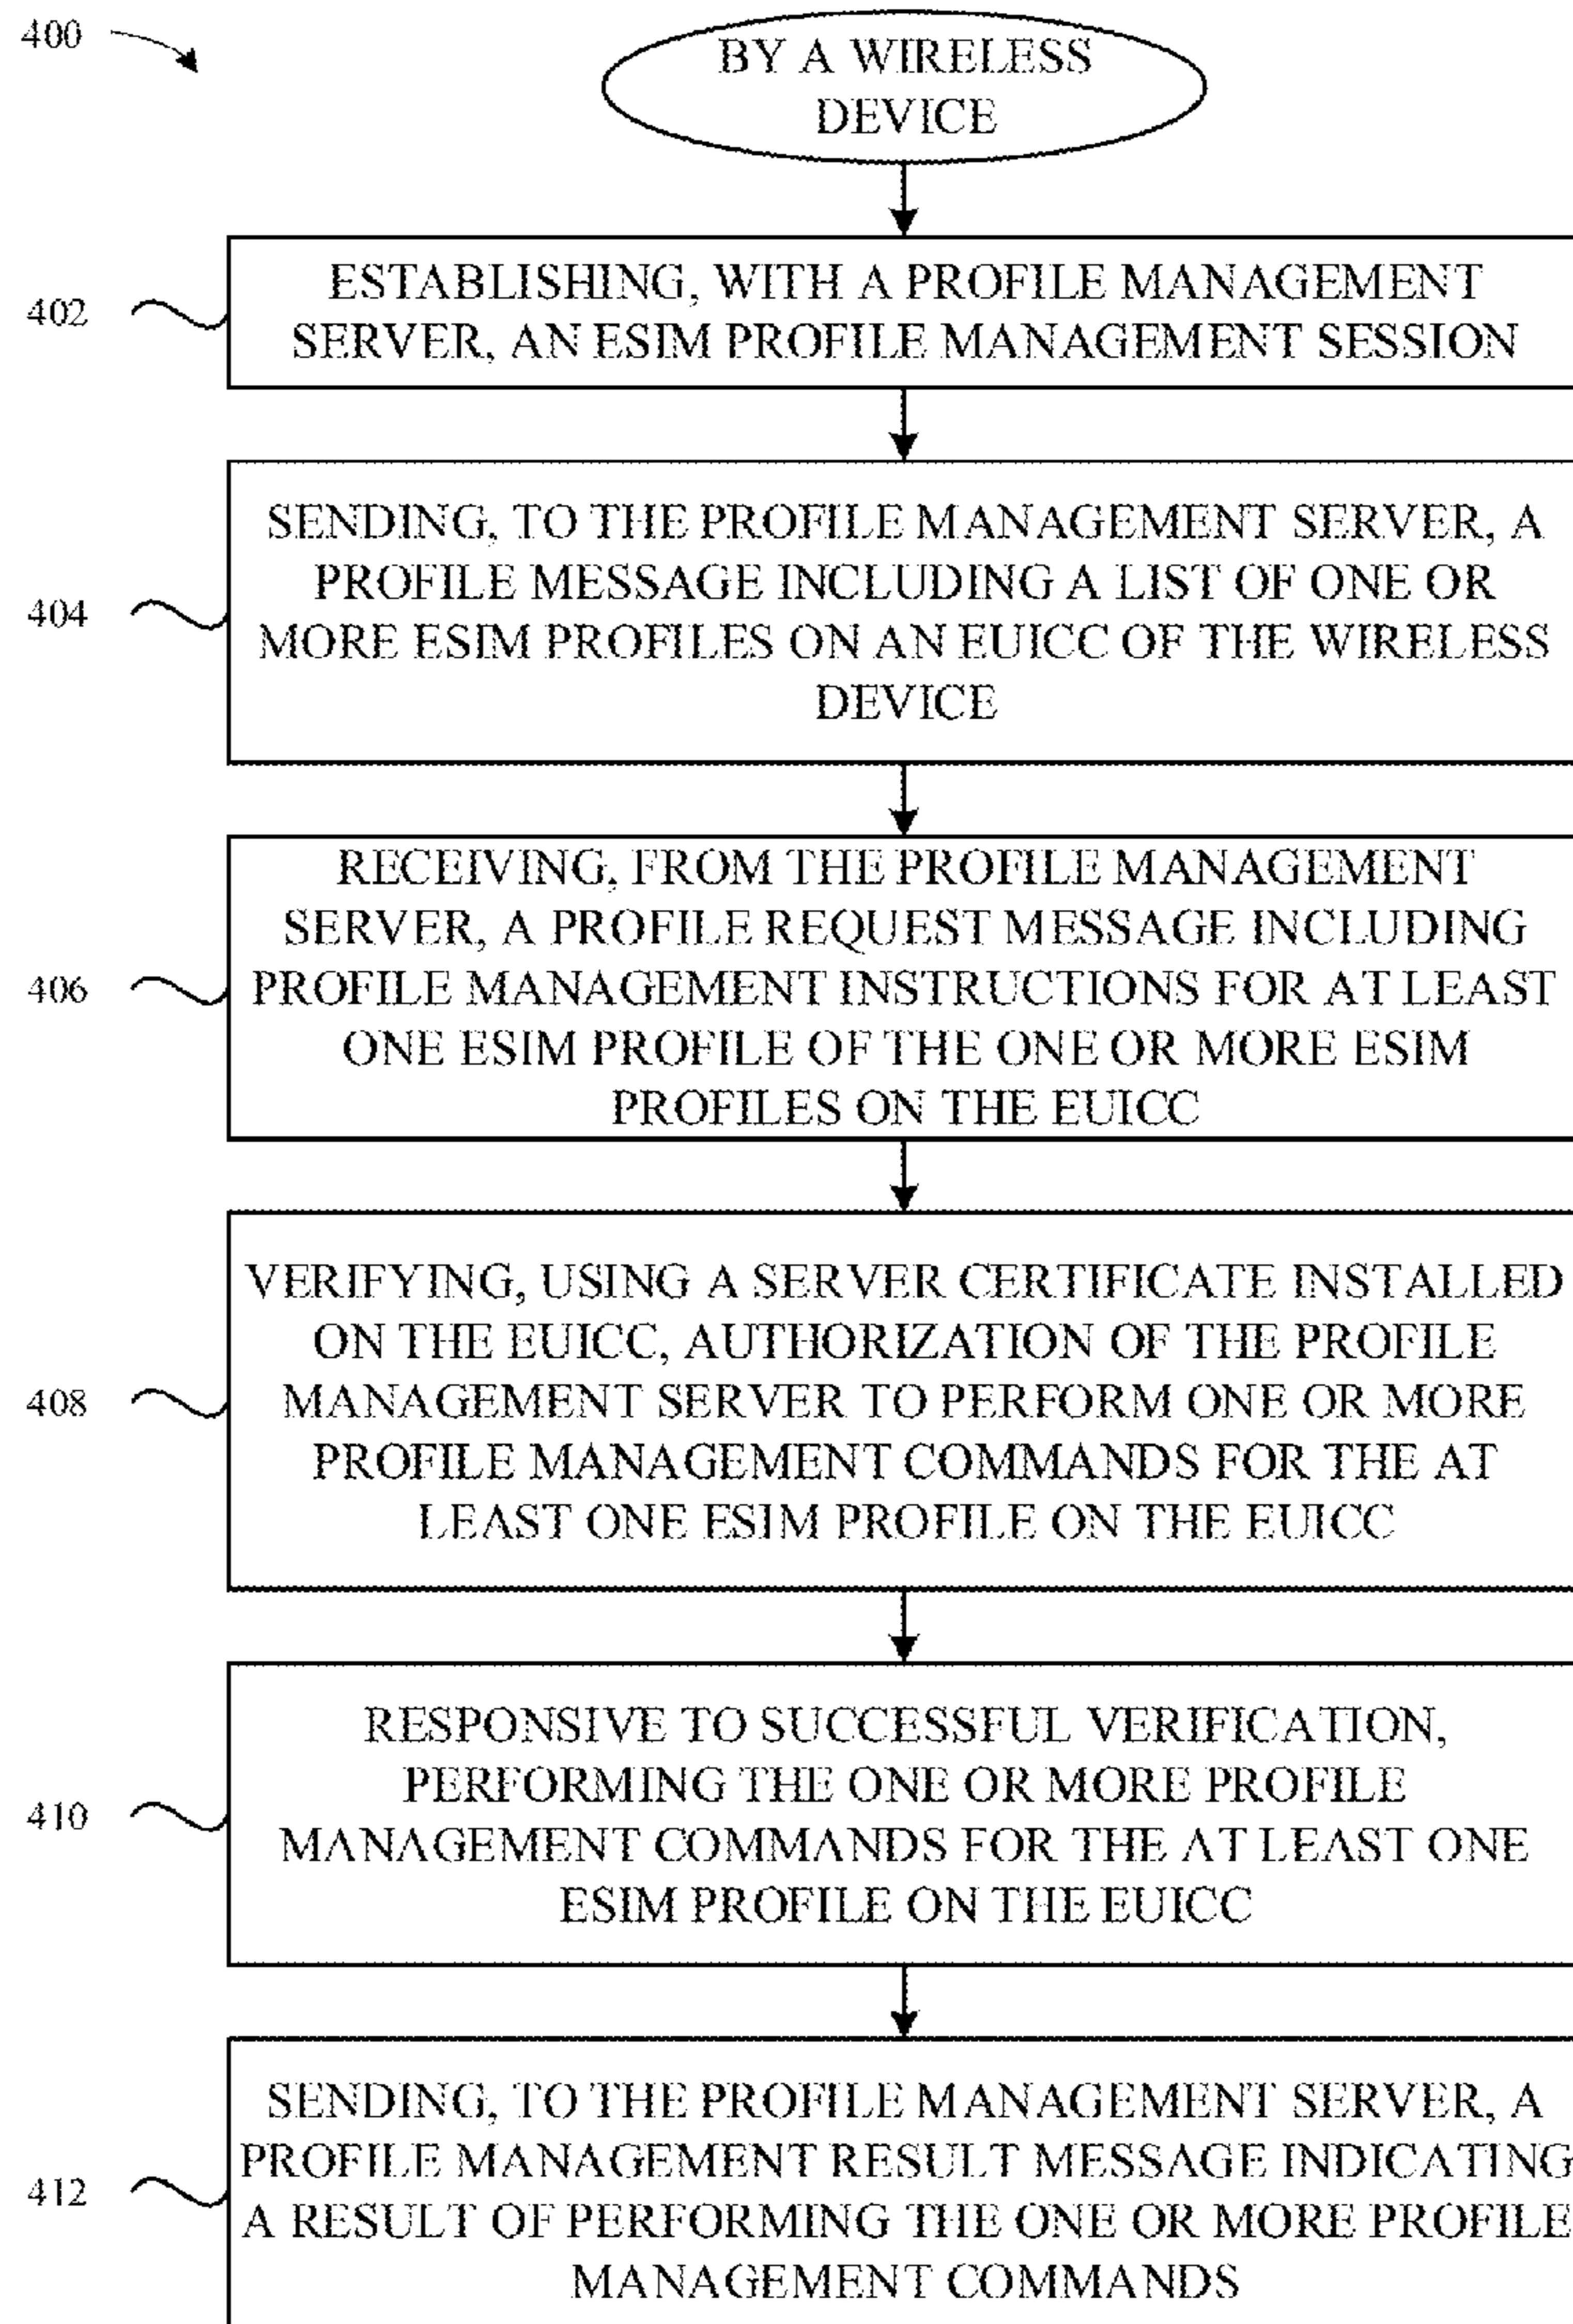 400
BY A WIRELESS
DEVICE
402
ESTABLISHING, WITH A PROFILE MANAGEMENT
SERVER, AN ESIM PROFILE MANAGEMENT SESSION
404
SENDING, TO THE PROFILE MANAGEMENT SERVER, A
PROFILE MESSAGE INCLUDING A LIST OF ONE OR
MORE ESIM PROFILES ON AN EUICC OF THE WIRELESS
DEVICE
406
RECEIVING, FROM THE PROFILE MANAGEMENT
SERVER, A PROFILE REQUEST MESSAGE INCLUDING
PROFILE MANAGEMENT INSTRUCTIONS FOR AT LEAST
ONE ESIM PROFILE OF THE ONE OR MORE ESIM
PROFILES ON THE EUICC
408
VERIFYING, USING A SERVER CERTIFICATE INSTALLED
ON THE EUICC, AUTHORIZATION OF THE PROFILE
MANAGEMENT SERVER TO PERFORM ONE OR MORE
PROFILE MANAGEMENT COMMANDS FOR THE AT
LEAST ONE ESIM PROFILE ON THE EUICC
410
RESPONSIVE TO SUCCESSFUL VERIFICATION,
PERFORMING THE ONE OR MORE PROFILE
MANAGEMENT COMMANDS FOR THE AT LEAST ONE
ESIM PROFILE ON THE EUICC
412
SENDING, TO THE PROFILE MANAGEMENT SERVER, A
PROFILE MANAGEMENT RESULT MESSAGE INDICATING
A RESULT OF PERFORMING THE ONE OR MORE PROFILE
MANAGEMENT COMMANDS